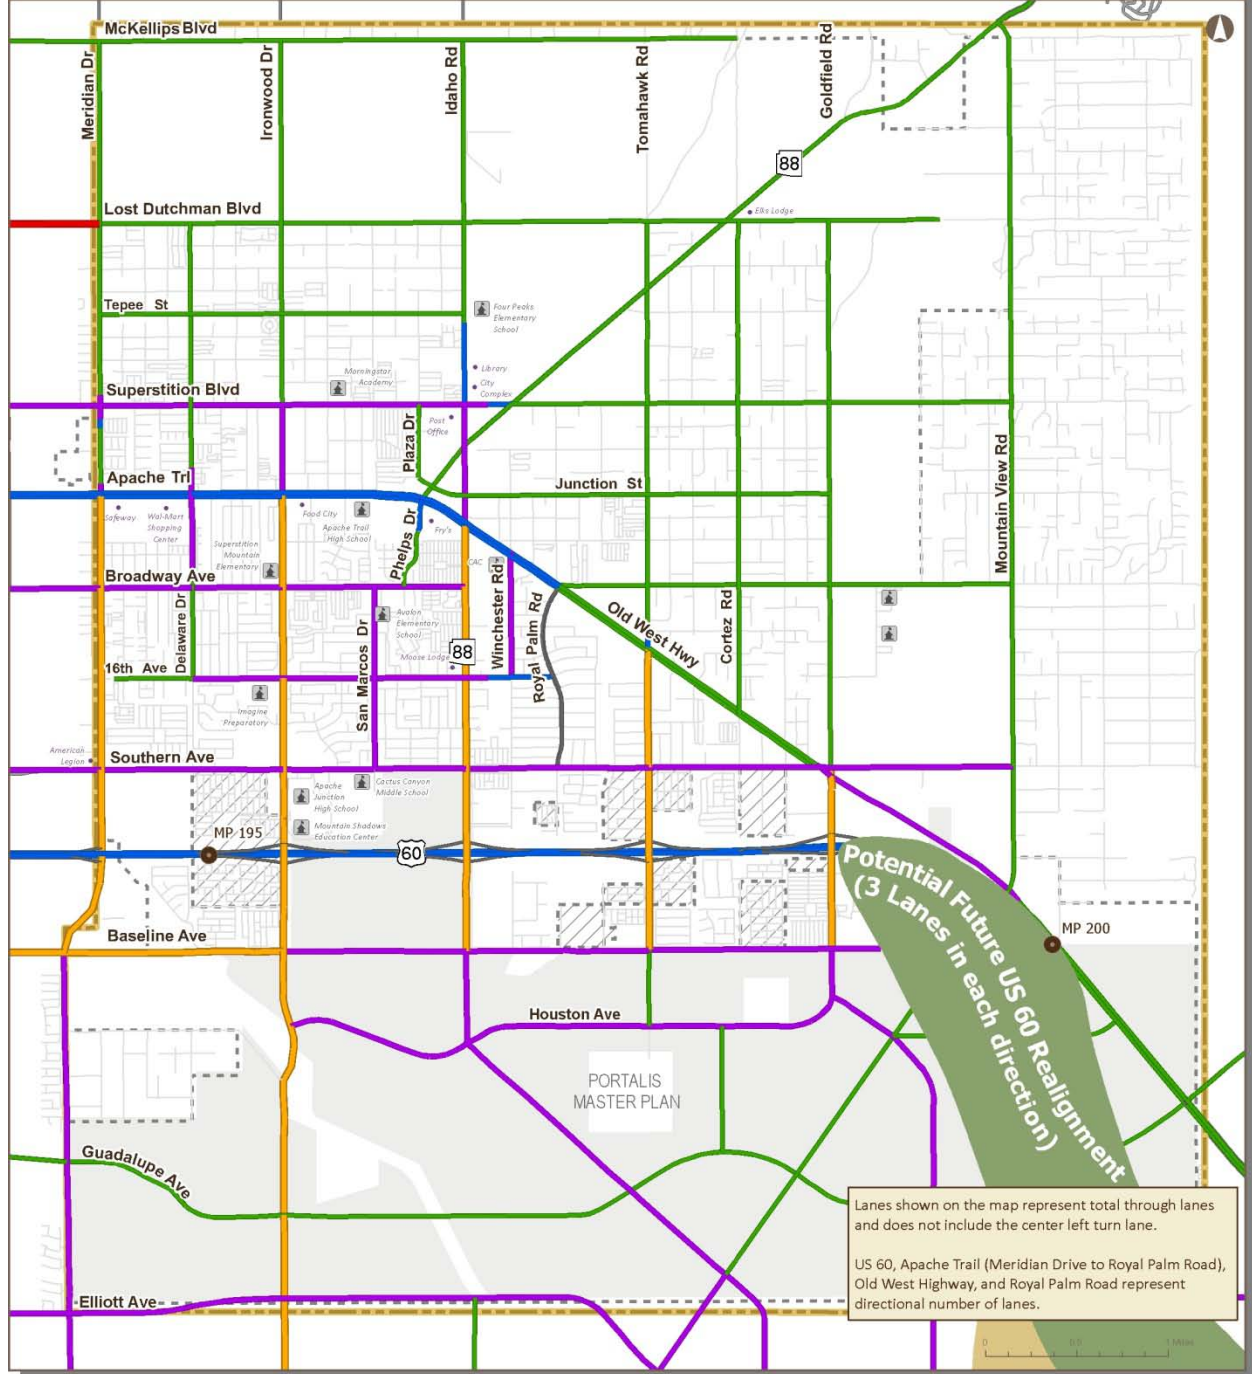 McKellips Blvd
Meridian Dr
Ironwood Dr
Idaho Rd
Tomahawk Rd
Goldfield Rd
88
Lost Dutchman Blvd
Elks Lodge
Tepee St
Four Peaks
Elementary
School
Morningstar
Academy
Library
City
Complex
Superstition Blvd
Plaza Dr
Post
Office
Mountain View Rd
Apache Trl
Junction St
Safeway
Wal-Mart
Shopping
Center
Food City
Apache Trail
High School
Phelps Dr
Fry's
Superstition
Mountain
Elementary
CAC
Broadway Ave
Delaware Dr
Avalon
Elementary
School
Winchester Rd
Royal Palm Rd
Old West Hwy
Cortez Rd
San Marcos Dr
Moose Lodge
88
16th Ave
Imagine
Preparatory
American
Legion
Southern Ave
Apache
Junction
High School
Cactus Canyon
Middle School
Mountain Shadows
Education Center
MP 195
60
Potential Future US 60 Realignment
(3 Lanes in each direction)
MP 200
Baseline Ave
Houston Ave
PORTALIS
MASTER PLAN
Guadalupe Ave
Lanes shown on the map represent total through lanes
and does not include the center left turn lane.
US 60, Apache Trail (Meridian Drive to Royal Palm Road),
Old West Highway, and Royal Palm Road represent
directional number of lanes.
Elliott Ave
0
0.5
1 Miles